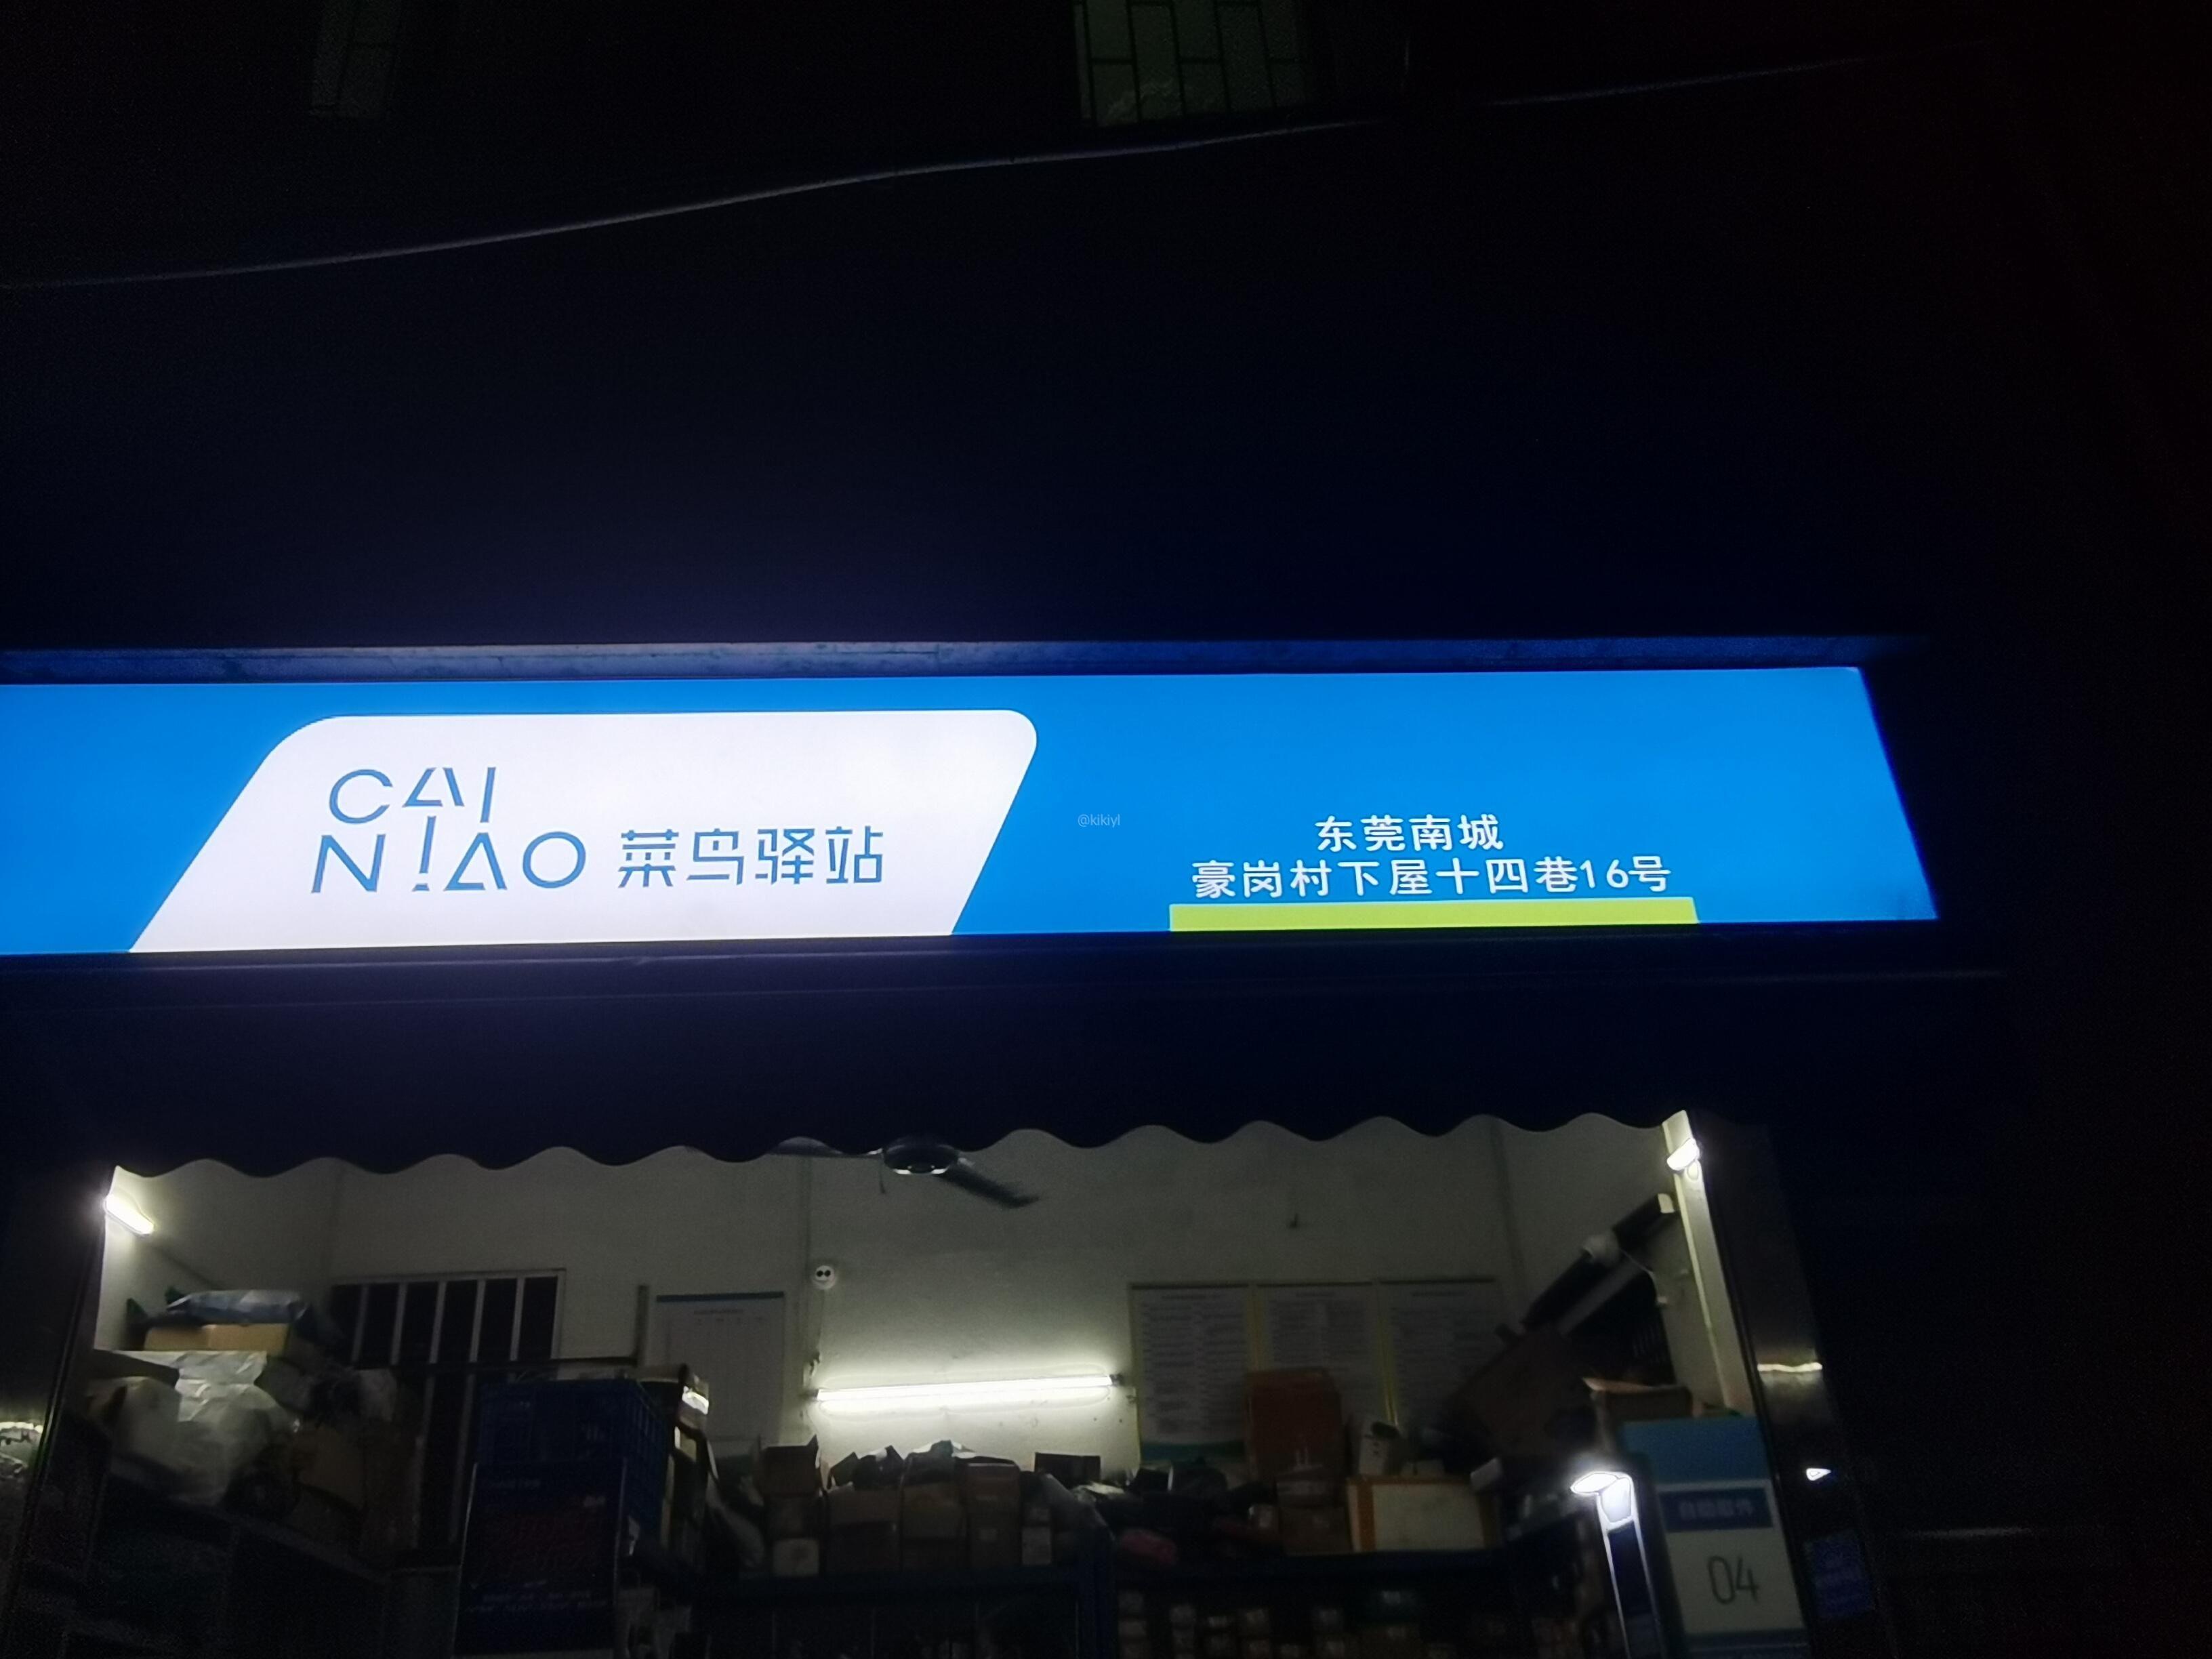 CAI
NIAO 菜鸟驿站
@kikiyl
东莞南城
豪岗村下屋十四巷16号
04